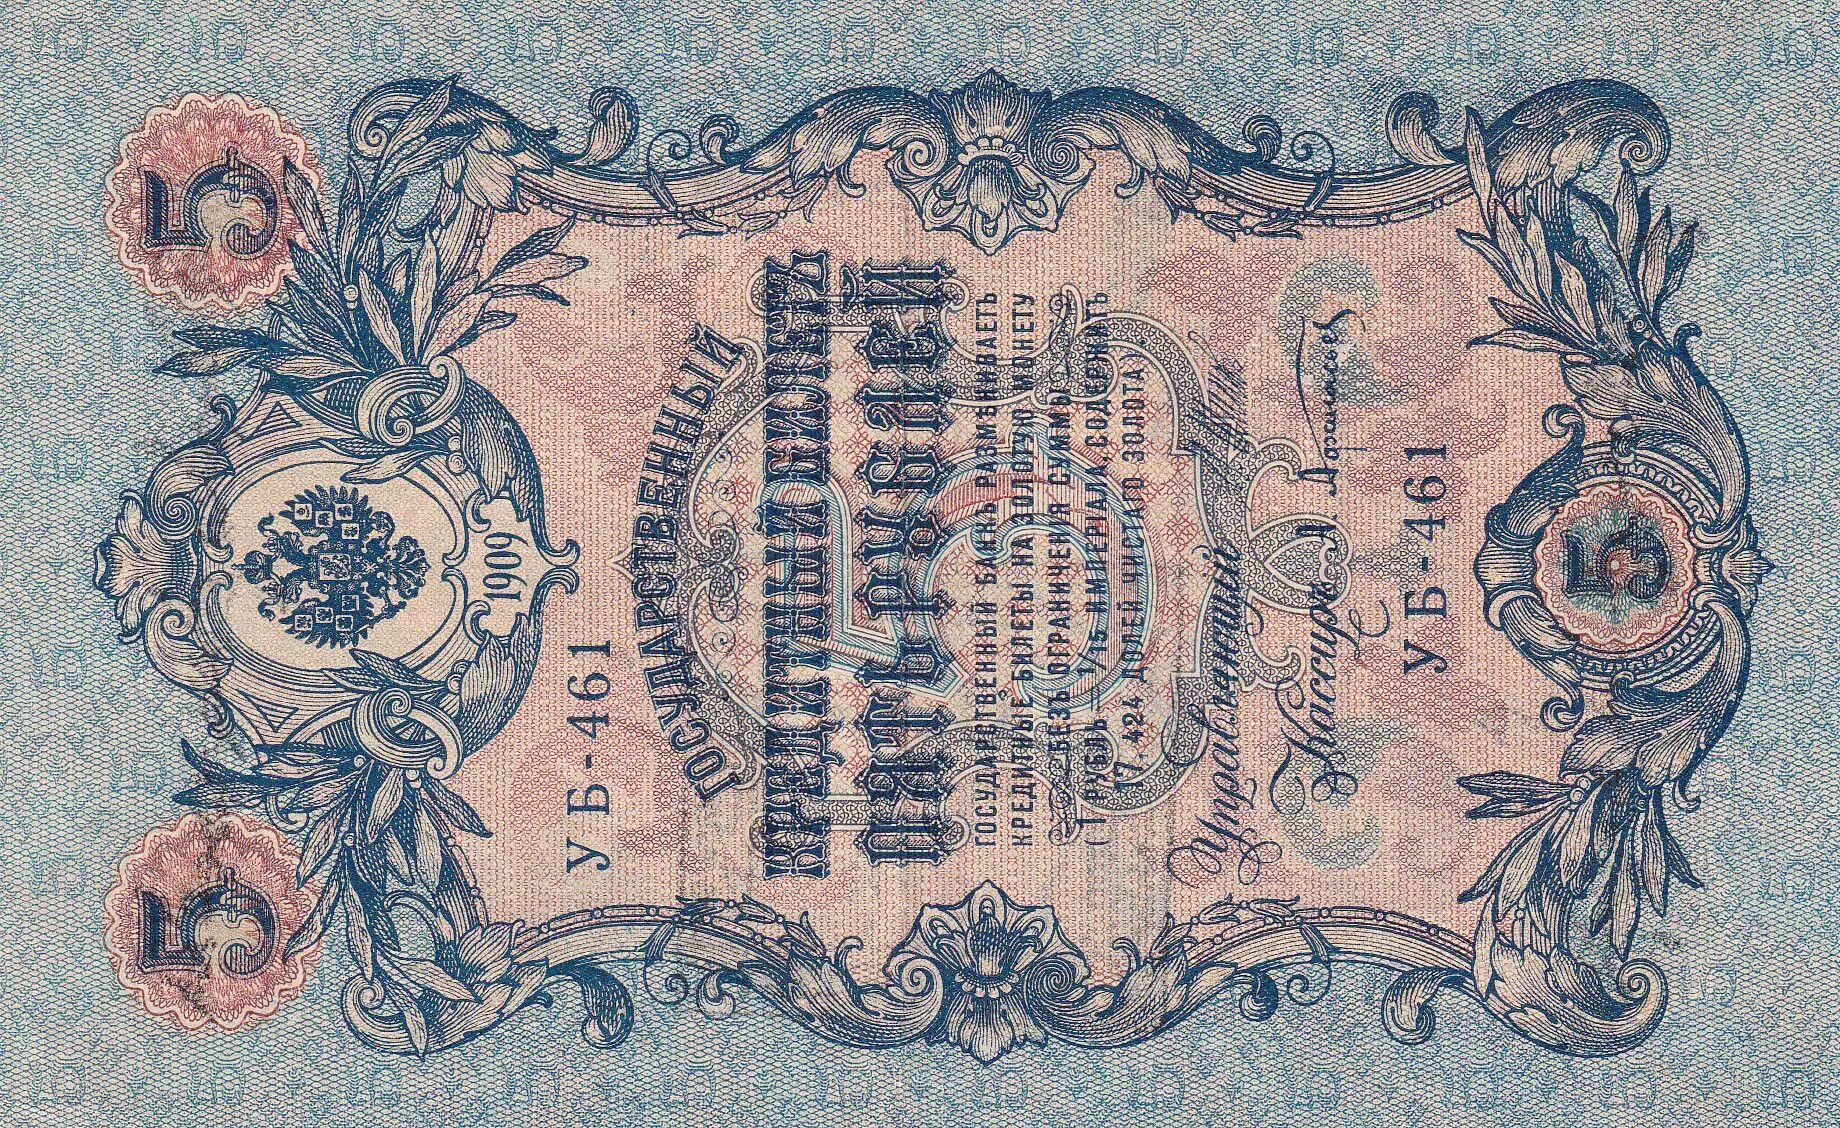 5 5
1909
УБ-461
ГОСУДАРСТВЕННЫЙ
КРЕДИТНЫЙ БИЛЕТЪ
5
ПЯТЬ РУБЛЕЙ
ГОСУДАРСТВЕННЫЙ БАНКЪ РАЗМѢНИВАЕТЪ
КРЕДИТНЫЕ БИЛЕТЫ НА ЗОЛОТУЮ МОНЕТУ
БЕЗЪ ОГРАНИЧЕНІЯ СУММЫ
(1 РУБЛЬ = 1/15 ИМПЕРІАЛА, СОДЕРЖИТЪ
17,424 ДОЛЕЙ ЧИСТАГО ЗОЛОТА).
Управляющій
Кассиръ
УБ-461
5